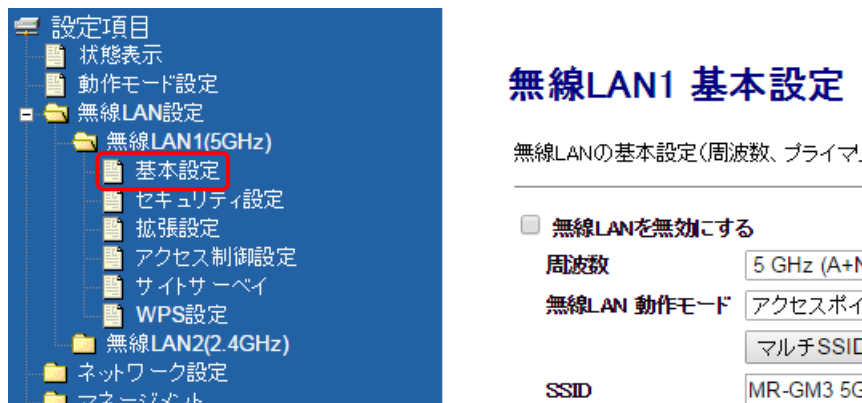 設定項目
状態表示
動作モード設定
無線LAN設定
無線LAN1(5GHz)
基本設定
セキュリティ設定
拡張設定
アクセス制御設定
サイトサーベイ
WPS設定
無線LAN2(2.4GHz)
ネットワーク設定
マネージメント
無線LAN1 基本設定
無線LANの基本設定(周波数、プライマ
無線LANを無効にする
周波数 5 GHz (A+N
無線LAN 動作モード アクセスポイ
マルチSSID
SSID MR-GM3 5G